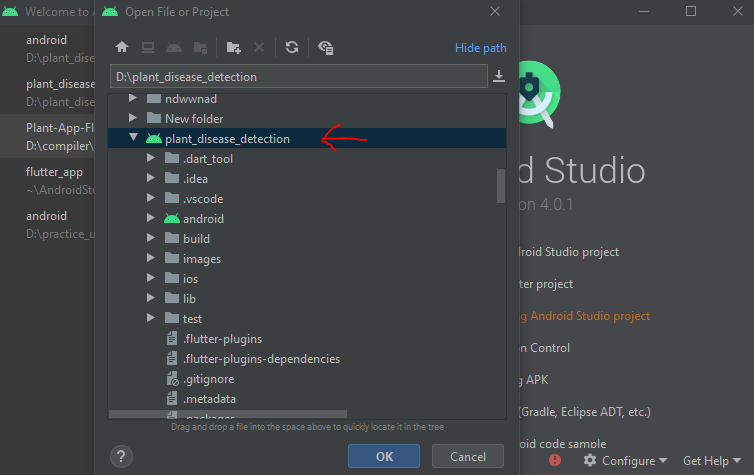 Welcome to A
Open File or Project
Hide path
D:\plant_disease_detection
android
D:\plant_dise
plant_disease
D:\plant_dise
Plant-App-Fl
D:\compiler\
flutter_app
~\AndroidStu
android
D:\practice_u
ndwwnad
New folder
plant_disease_detection
.dart_tool
.idea
.vscode
android
build
images
ios
lib
test
.flutter-plugins
.flutter-plugins-dependencies
.gitignore
.metadata
.packages
Drag and drop a file into the space above to quickly locate it in the tree
? OK Cancel
d Studio
on 4.0.1
droid Studio project
tter project
g Android Studio project
on Control
g APK
(Gradle, Eclipse ADT, etc.)
droid code sample
Configure Get Help